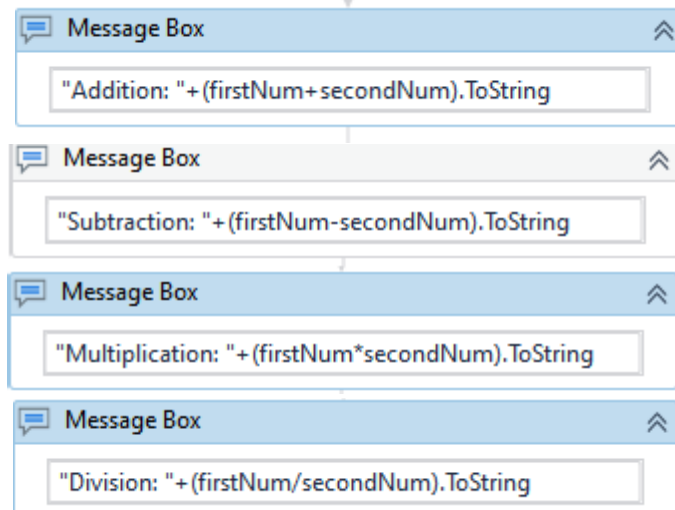 Message Box
"Addition: "+(firstNum+secondNum).ToString
Message Box
"Subtraction: "+(firstNum-secondNum).ToString
Message Box
"Multiplication: "+(firstNum*secondNum).ToString
Message Box
"Division: "+(firstNum/secondNum).ToString